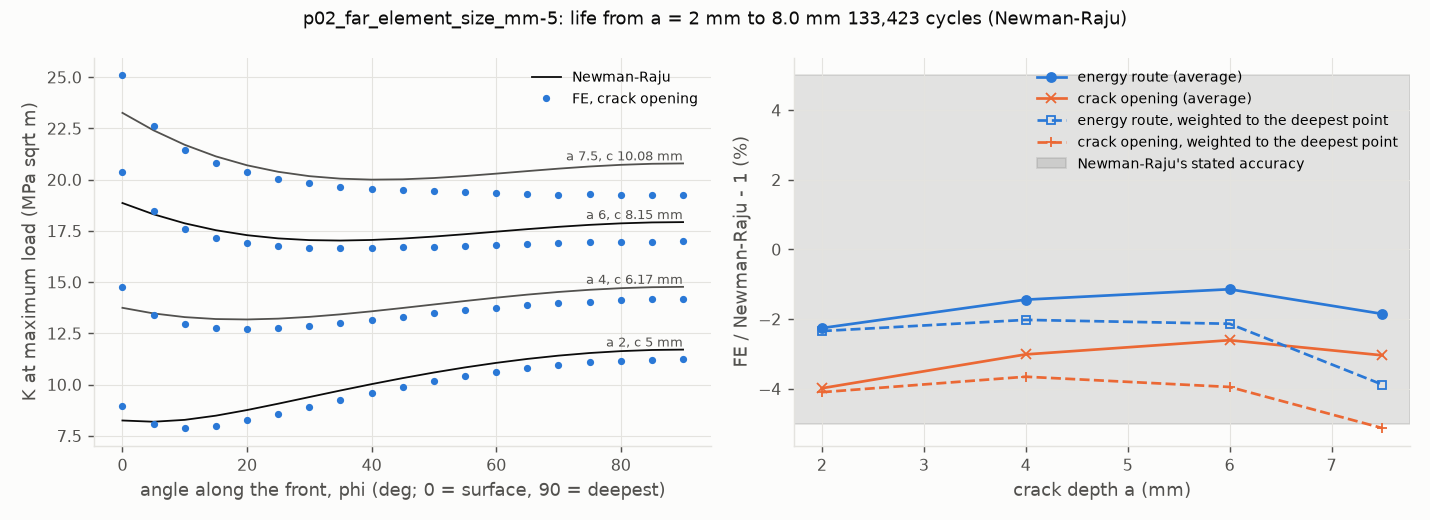 p02_far_element_size_mm-5: life from a = 2 mm to 8.0 mm 133,423 cycles (Newman-Raju)
K at maximum load (MPa sqrt m)
25.0
22.5
20.0
17.5
15.0
12.5
10.0
7.5
Newman-Raju
FE, crack opening
a 7.5, c 10.08 mm
a 6, c 8.15 mm
a 4, c 6.17 mm
a 2, c 5 mm
0
20
40
60
80
angle along the front, phi (deg; 0 = surface, 90 = deepest)
FE / Newman-Raju - 1 (%)
4
2
0
−2
−4
energy route (average)
crack opening (average)
energy route, weighted to the deepest point
crack opening, weighted to the deepest point
Newman-Raju's stated accuracy
2
3
4
5
6
7
crack depth a (mm)